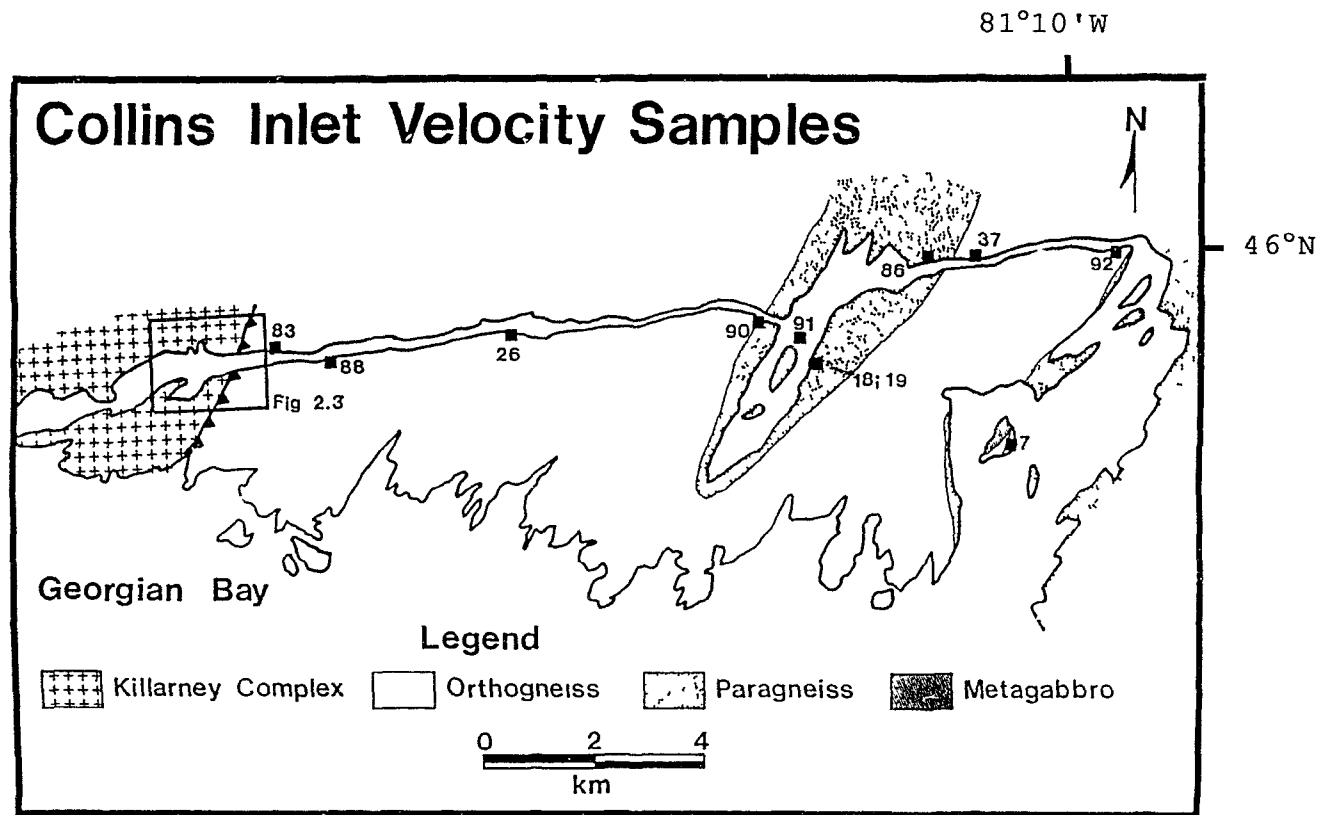 81°10'W
Collins Inlet Velocity Samples
N
46°N
37
86
92
83
90
91
26
88
18; 19
Fig 2.3
7
Georgian Bay
Legend
Killarney Complex
Orthogneiss
Paragneiss
Metagabbro
0 2 4
km